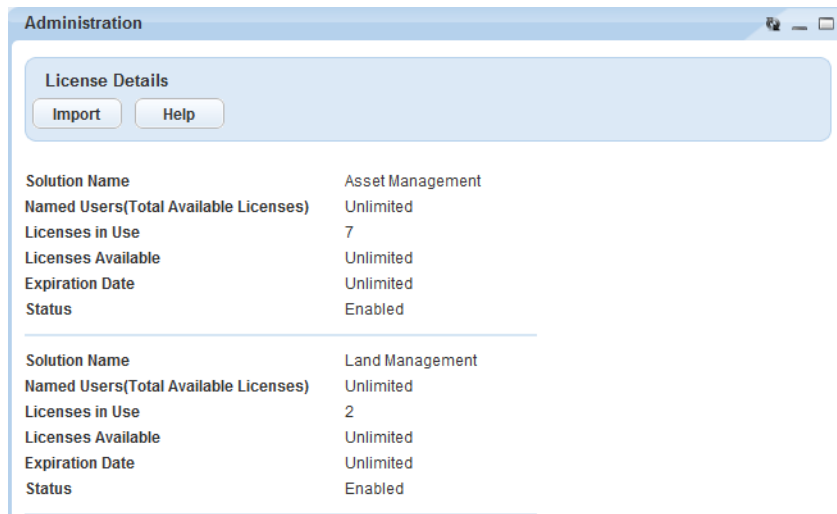 Administration
License Details
Import Help
Solution Name Asset Management
Named Users(Total Available Licenses) Unlimited
Licenses in Use 7
Licenses Available Unlimited
Expiration Date Unlimited
Status Enabled
Solution Name Land Management
Named Users(Total Available Licenses) Unlimited
Licenses in Use 2
Licenses Available Unlimited
Expiration Date Unlimited
Status Enabled